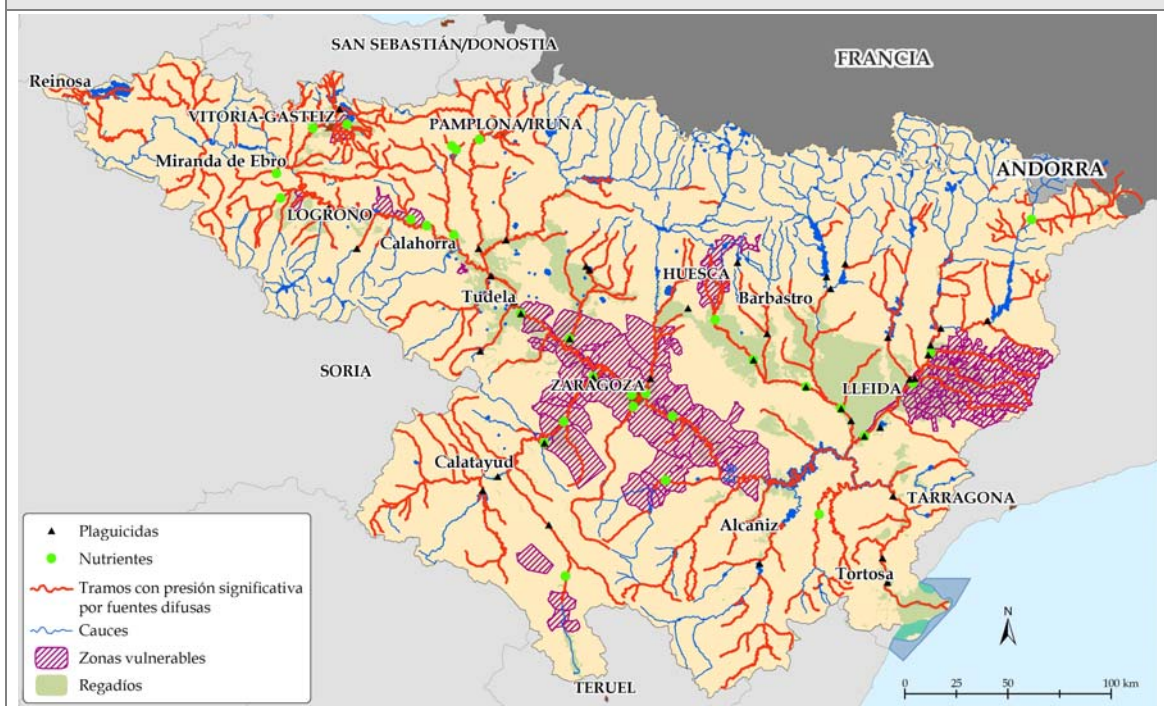 SAN SEBASTIÁN/DONOSTIA
FRANCIA
Reinosa
VITORIA-GASTEIZ
PAMPLONA/IRUÑA
ANDORRA
Miranda de Ebro
LOGROÑO
Calahorra
HUESCA
Barbastro
Tudela
SORIA
ZARAGOZA
LLEIDA
Calatayud
TARRAGONA
Alcañiz
Tortosa
TERUEL
Plaguicidas
Nutrientes
Tramos con presión significativa
por fuentes difusas
Cauces
Zonas vulnerables
Regadíos
N
0 25 50 100 km